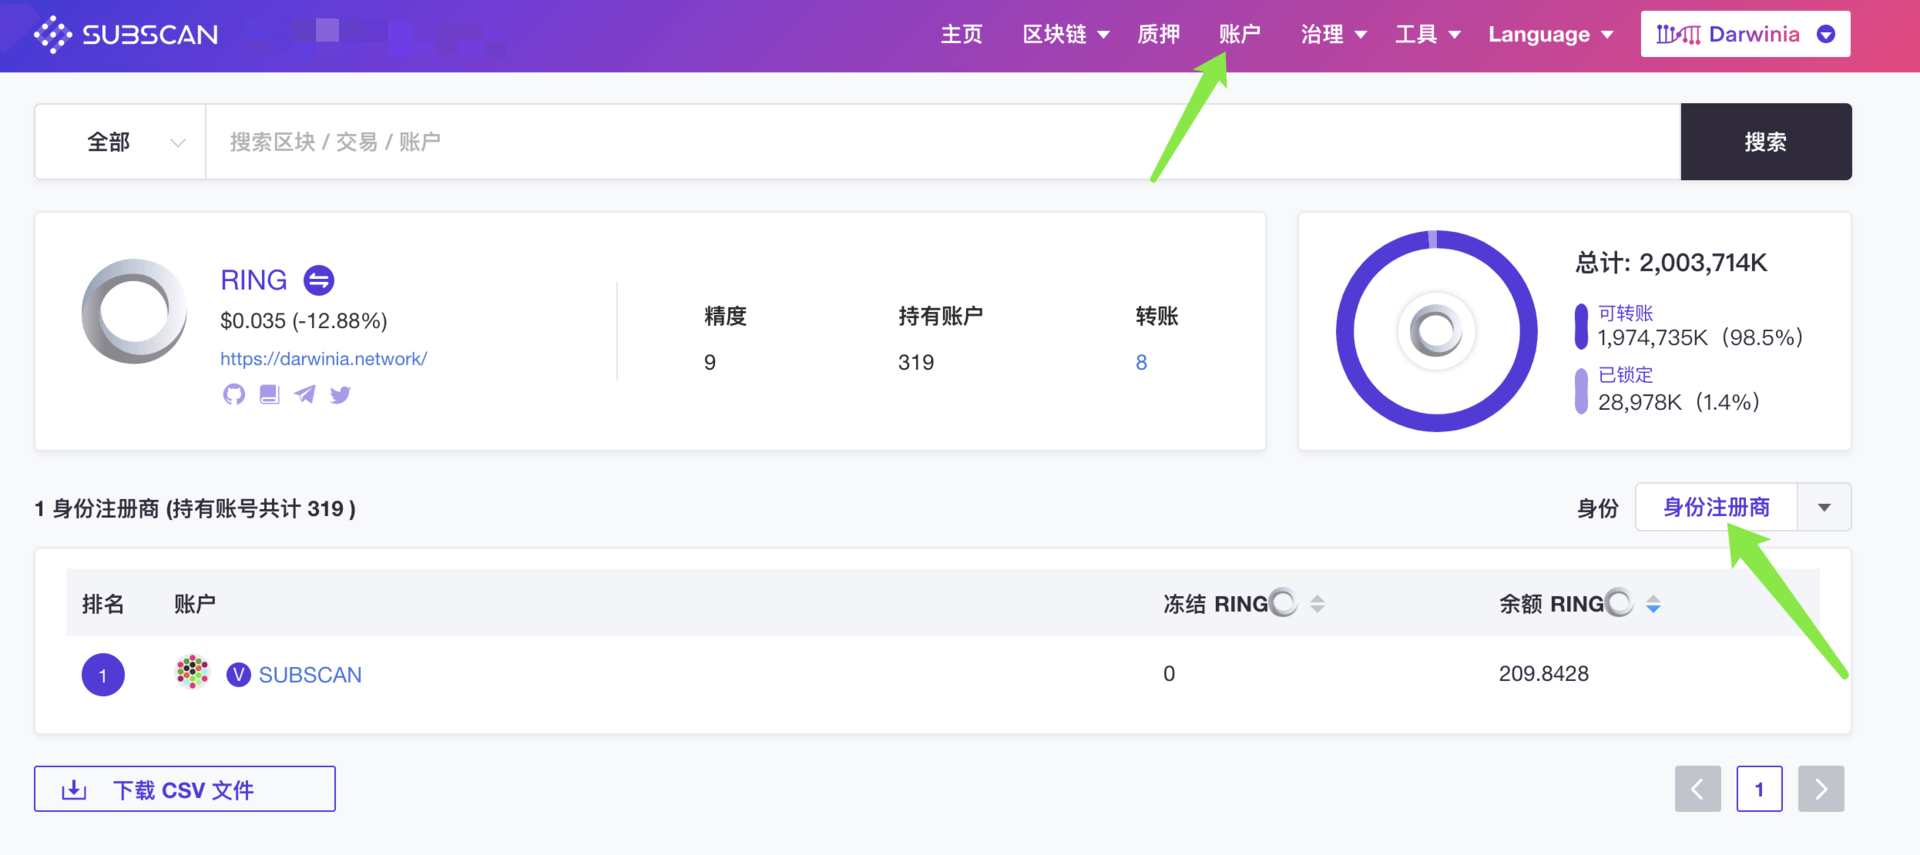 SUBSCAN
主页 区块链 质押 账户 治理 工具 Language Darwinia
全部 搜索区块 / 交易 / 账户 搜索
RING
$0.035 (-12.88%)
https://darwinia.network/
精度 持有账户 转账
9 319 8
总计: 2,003,714K
可转账
1,974,735K (98.5%)
已锁定
28,978K (1.4%)
1 身份注册商 (持有账号共计 319 )
身份 身份注册商
排名 账户 冻结 RING 余额 RING
1 V SUBSCAN 0 209.8428
下载 CSV 文件
1